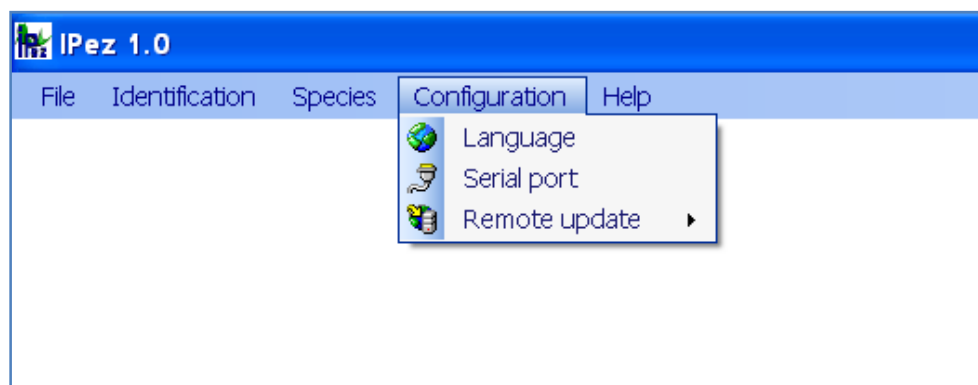 IPez 1.0
File Identification Species Configuration Help
Language
Serial port
Remote update